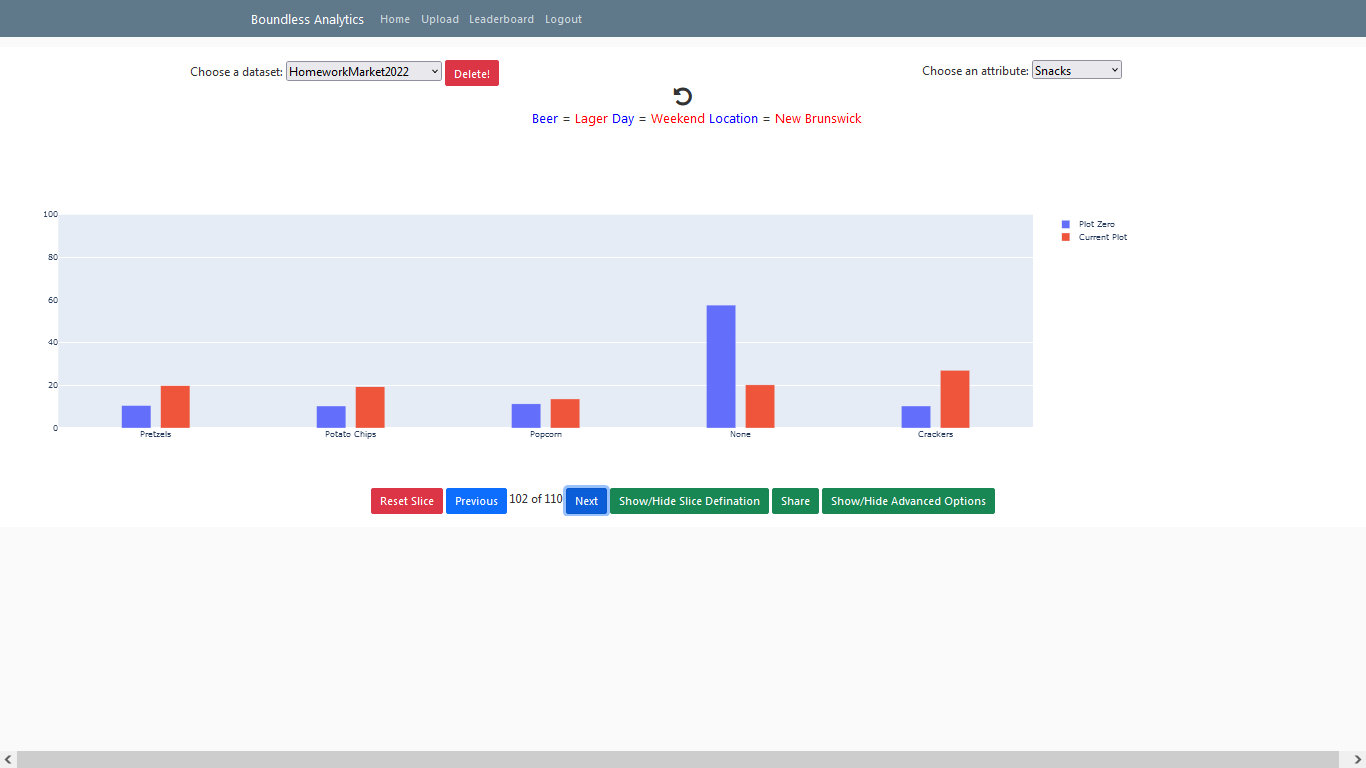 Boundless Analytics Home Upload Leaderboard Logout
Choose a dataset: HomeworkMarket2022 Delete! Choose an attribute: Snacks
Beer = Lager Day = Weekend Location = New Brunswick
100
80
60
40
20
0
Pretzels Potato Chips Popcorn None Crackers
Plot Zero
Current Plot
Reset Slice Previous 102 of 110 Next Show/Hide Slice Defination Share Show/Hide Advanced Options